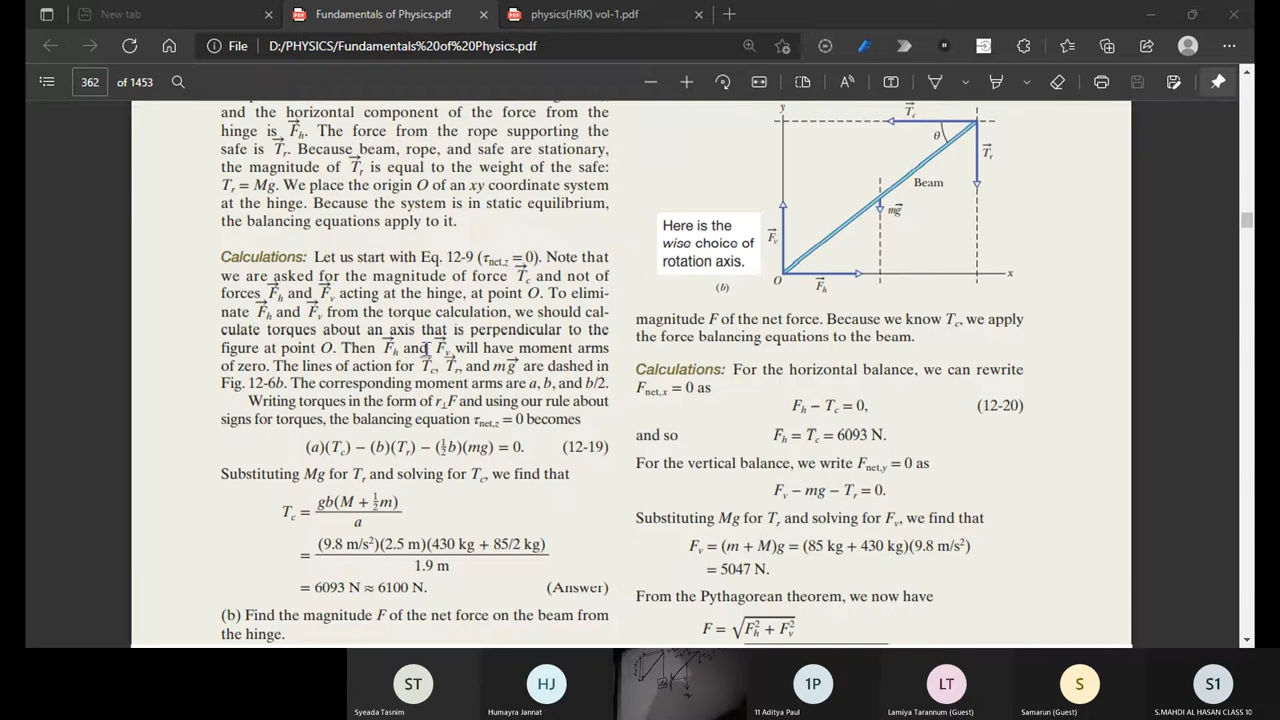 New tab
Fundamentals of Physics.pdf
physics(HRK) vol-1.pdf
File
D:/PHYSICS/Fundamentals%20of%20Physics.pdf
362 of 1453
and the horizontal component of the force from the
hinge is F⃗h. The force from the rope supporting the
safe is T⃗r. Because beam, rope, and safe are stationary,
the magnitude of T⃗r is equal to the weight of the safe:
Tr = Mg. We place the origin O of an xy coordinate system
at the hinge. Because the system is in static equilibrium,
the balancing equations apply to it.
Calculations: Let us start with Eq. 12-9 (τnet,z = 0). Note that
we are asked for the magnitude of force T⃗c and not of
forces F⃗h and F⃗v acting at the hinge, at point O. To elimi-
nate F⃗h and F⃗v from the torque calculation, we should cal-
culate torques about an axis that is perpendicular to the
figure at point O. Then F⃗h and F⃗v will have moment arms
of zero. The lines of action for T⃗c, T⃗r, and mg⃗ are dashed in
Fig. 12-6b. The corresponding moment arms are a, b, and b/2.
Writing torques in the form of r⊥F and using our rule about
signs for torques, the balancing equation τnet,z = 0 becomes
(a)(Tc) − (b)(Tr) − (½b)(mg) = 0. (12-19)
Substituting Mg for Tr and solving for Tc, we find that
Tc = gb(M + ½m)
a
= (9.8 m/s²)(2.5 m)(430 kg + 85/2 kg)
1.9 m
= 6093 N ≈ 6100 N. (Answer)
(b) Find the magnitude F of the net force on the beam from
the hinge.
y
T⃗c
θ
T⃗r
Beam
mg⃗
Here is the
wise choice of
rotation axis.
F⃗v
O
F⃗h
x
(b)
magnitude F of the net force. Because we know Tc, we apply
the force balancing equations to the beam.
Calculations: For the horizontal balance, we can rewrite
Fnet,x = 0 as
Fh − Tc = 0, (12-20)
and so Fh = Tc = 6093 N.
For the vertical balance, we write Fnet,y = 0 as
Fv − mg − Tr = 0.
Substituting Mg for Tr and solving for Fv, we find that
Fv = (m + M)g = (85 kg + 430 kg)(9.8 m/s²)
= 5047 N.
From the Pythagorean theorem, we now have
F = √Fh² + Fv²
ST
HJ
1P
LT
S
S1
Syeada Tasnim
Humayra Jannat
11 Aditya Paul
Lamiya Tarannum (Guest)
Samarun (Guest)
S.MAHDI AL HASAN CLASS 10